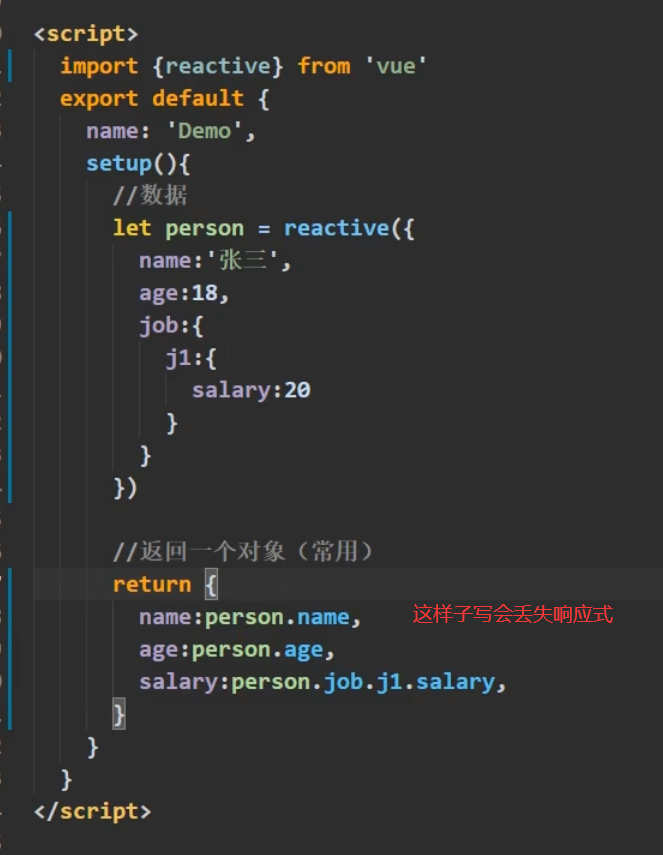 <script>
import {reactive} from 'vue'
export default {
name: 'Demo',
setup(){
//数据
let person = reactive({
name:'张三',
age:18,
job:{
j1:{
salary:20
}
}
})
//返回一个对象（常用）
return {
name:person.name, 这样子写会丢失响应式
age:person.age,
salary:person.job.j1.salary,
}
}
}
</script>